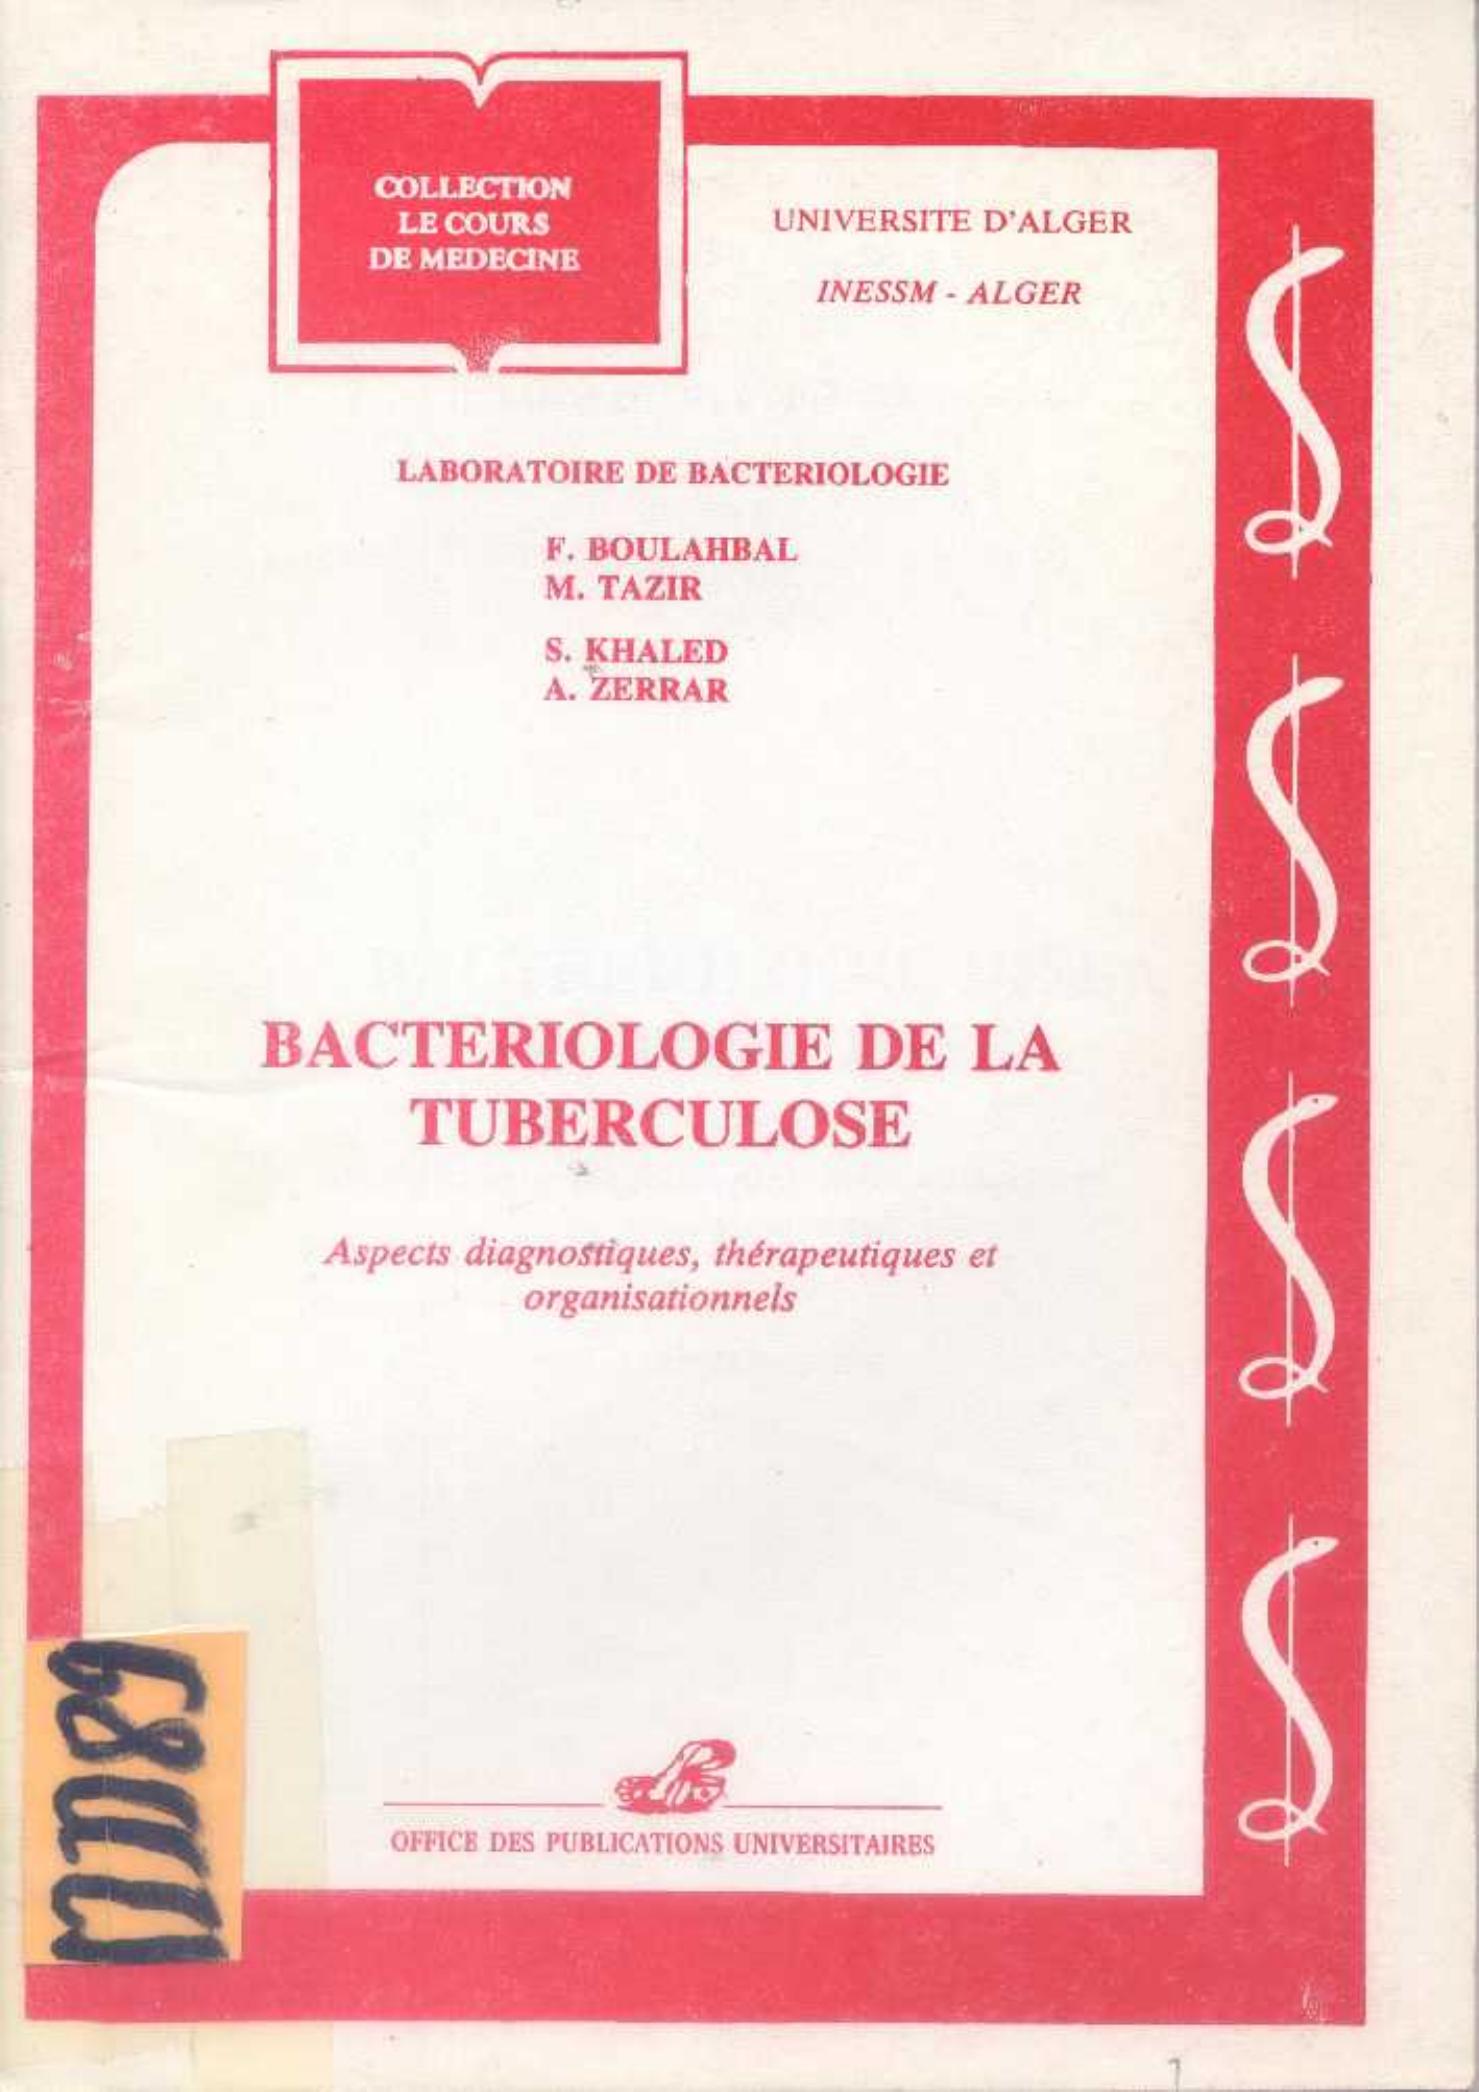 COLLECTION
LE COURS
DE MEDECINE
UNIVERSITE D'ALGER
INESSM - ALGER
LABORATOIRE DE BACTERIOLOGIE
F. BOULAHBAL
M. TAZIR
S. KHALED
A. ZERRAR
BACTERIOLOGIE DE LA
TUBERCULOSE
Aspects diagnostiques, thérapeutiques et
organisationnels
OFFICE DES PUBLICATIONS UNIVERSITAIRES